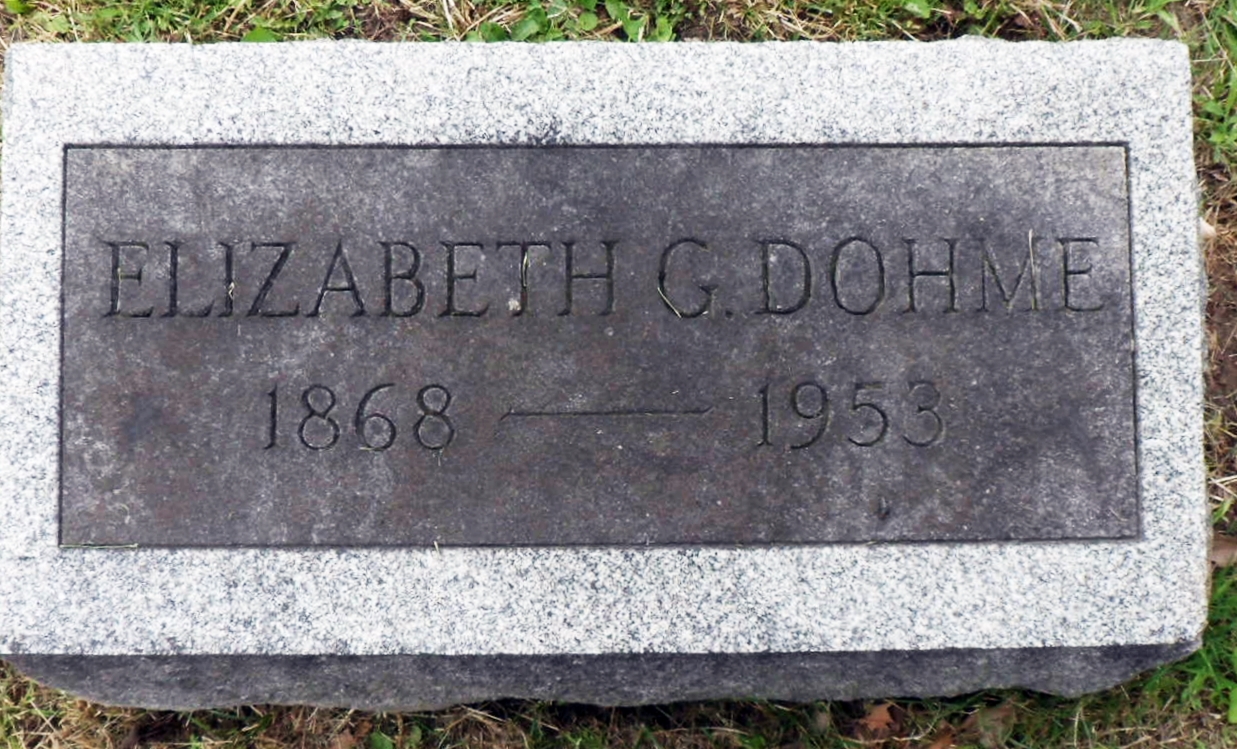 ELIZABETH G. DOHME
1868 — 1953